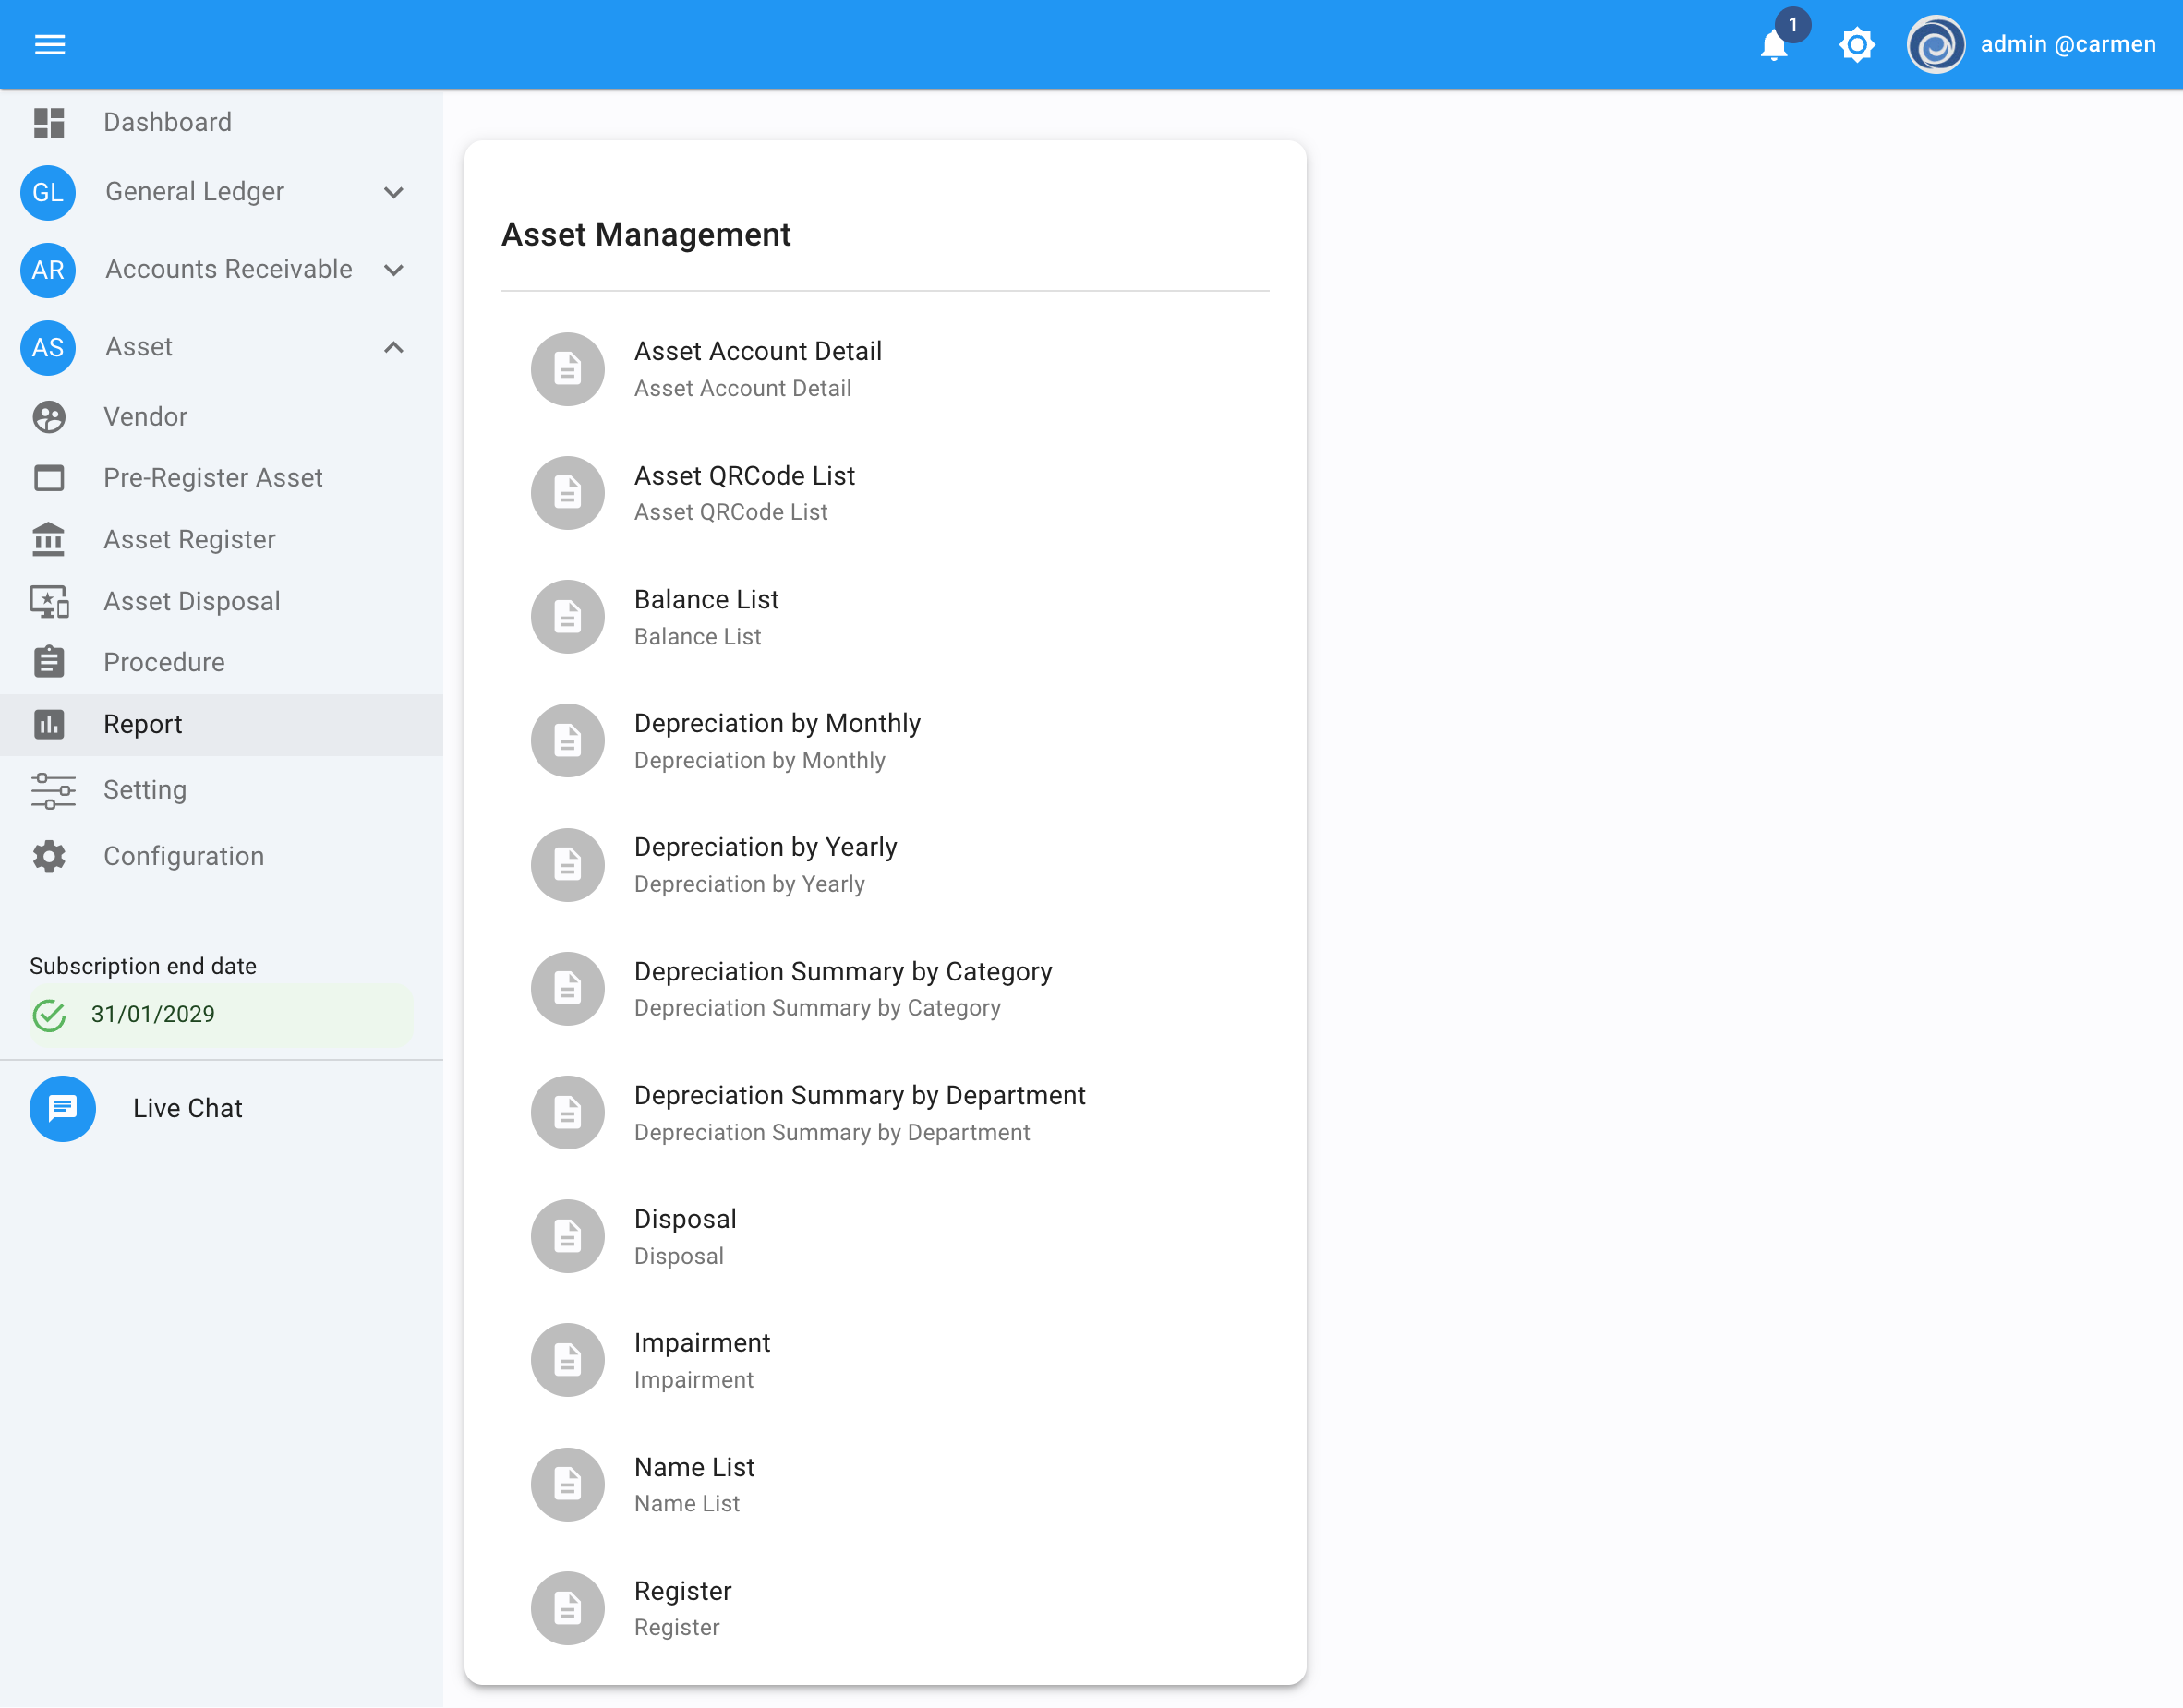 1
admin @carmen
Dashboard
GL General Ledger
AR Accounts Receivable
AS Asset
Vendor
Pre-Register Asset
Asset Register
Asset Disposal
Procedure
Report
Setting
Configuration
Subscription end date
31/01/2029
Live Chat
Asset Management
Asset Account Detail
Asset Account Detail
Asset QRCode List
Asset QRCode List
Balance List
Balance List
Depreciation by Monthly
Depreciation by Monthly
Depreciation by Yearly
Depreciation by Yearly
Depreciation Summary by Category
Depreciation Summary by Category
Depreciation Summary by Department
Depreciation Summary by Department
Disposal
Disposal
Impairment
Impairment
Name List
Name List
Register
Register